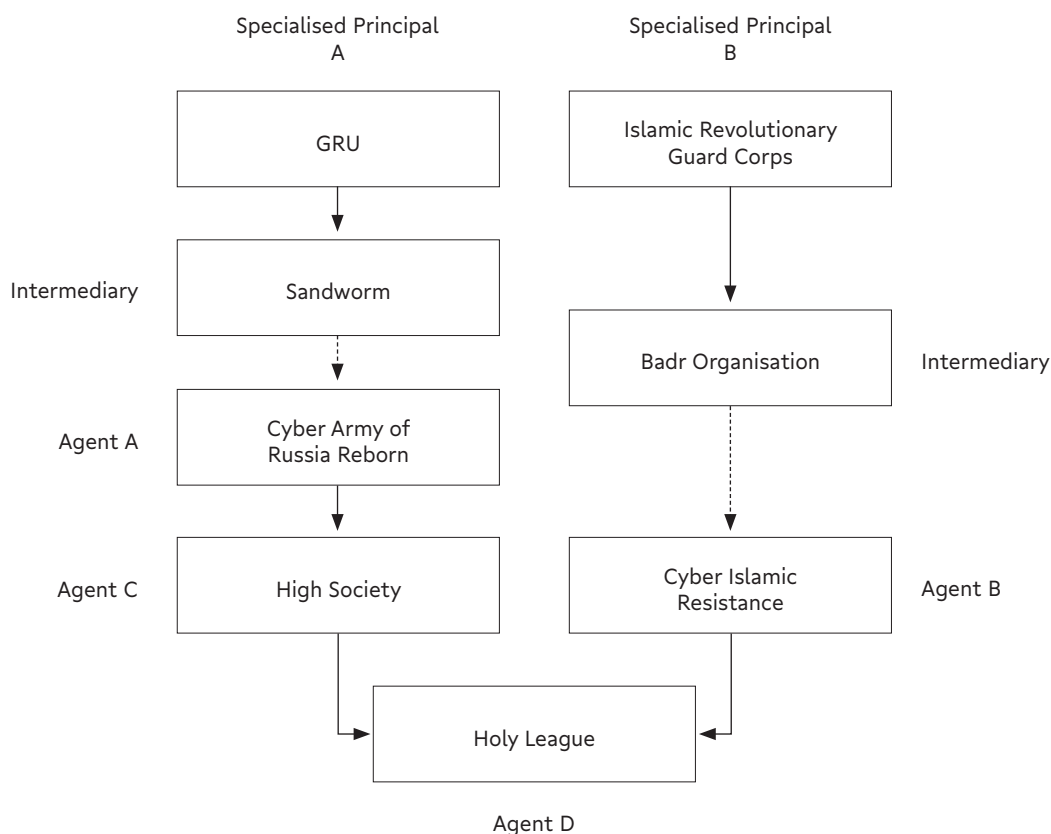 Specialised Principal
A
Specialised Principal
B
GRU
Islamic Revolutionary
Guard Corps
Intermediary
Sandworm
Badr Organisation
Intermediary
Agent A
Cyber Army of
Russia Reborn
Agent C
High Society
Cyber Islamic
Resistance
Agent B
Holy League
Agent D